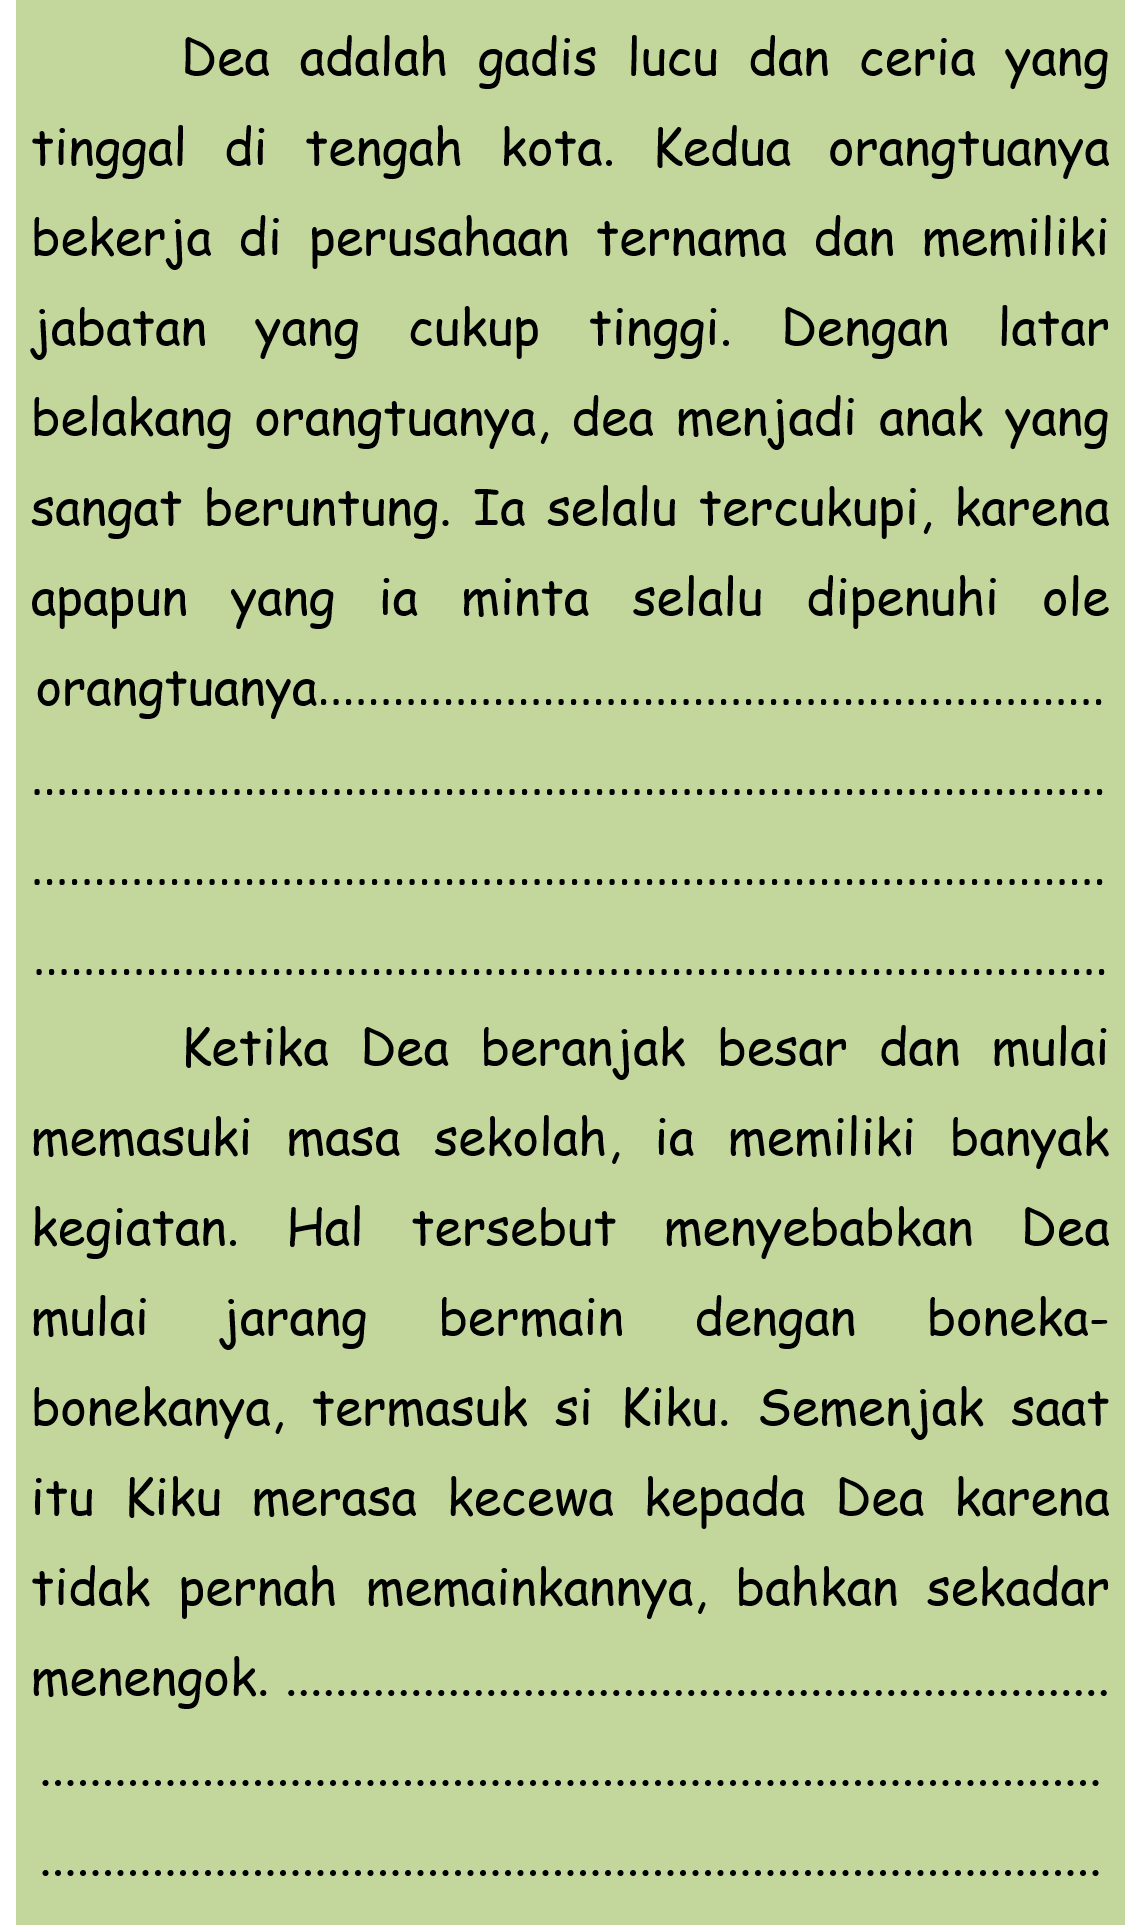 Dea adalah gadis lucu dan ceria yang
tinggal di tengah kota. Kedua orangtuanya
bekerja di perusahaan ternama dan memiliki
jabatan yang cukup tinggi. Dengan latar
belakang orangtuanya, dea menjadi anak yang
sangat beruntung. Ia selalu tercukupi, karena
apapun yang ia minta selalu dipenuhi ole
orangtuanya...............................................................
......................................................................................
......................................................................................
......................................................................................
Ketika Dea beranjak besar dan mulai
memasuki masa sekolah, ia memiliki banyak
kegiatan. Hal tersebut menyebabkan Dea
mulai jarang bermain dengan boneka-
bonekanya, termasuk si Kiku. Semenjak saat
itu Kiku merasa kecewa kepada Dea karena
tidak pernah memainkannya, bahkan sekadar
menengok. ..................................................................
.....................................................................................
.....................................................................................